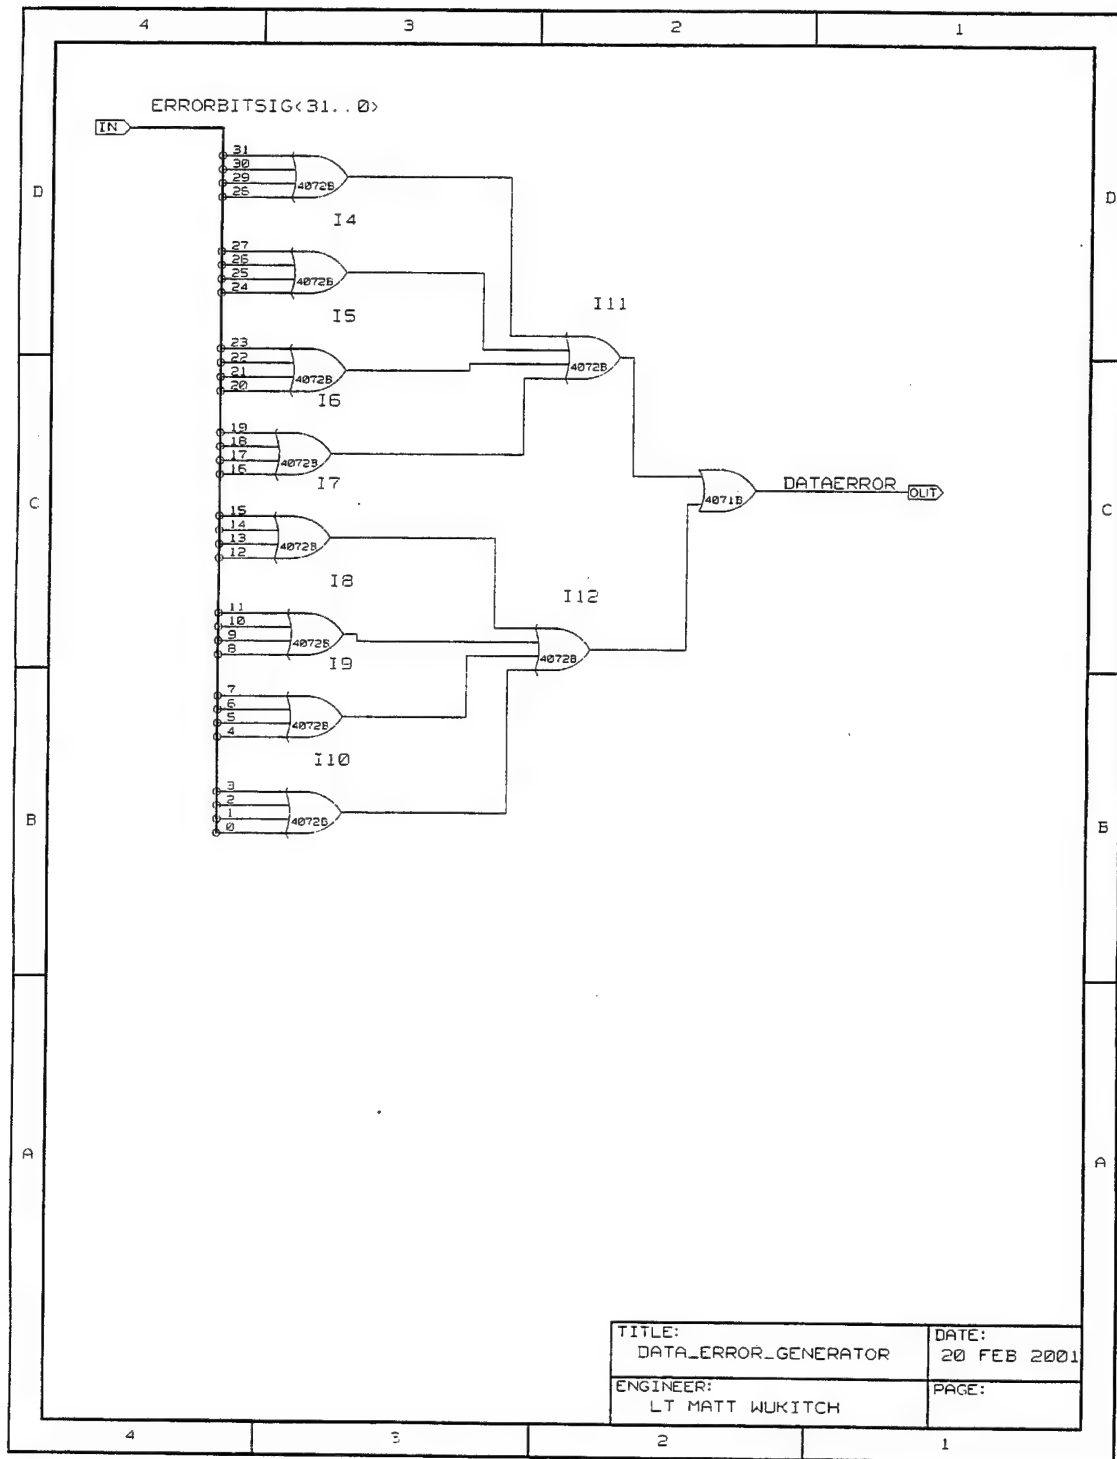 4 3 2 1
ERRORBITSIG<31..0>
IN
31
30
29
28
4072B
I4
27
26
25
24
4072B
I5
I11
23
22
21
20
4072B
4072B
I6
19
18
17
16
4072B
I7
DATAERROR
OUT
4071B
15
14
13
12
4072B
I8
I12
11
10
9
8
4072B
4072B
I9
7
6
5
4
4072B
I10
3
2
1
0
4072B
D D
C C
B B
A A
TITLE:
DATA_ERROR_GENERATOR
DATE:
20 FEB 2001
ENGINEER:
LT MATT WUKITCH
PAGE:
4 3 2 1